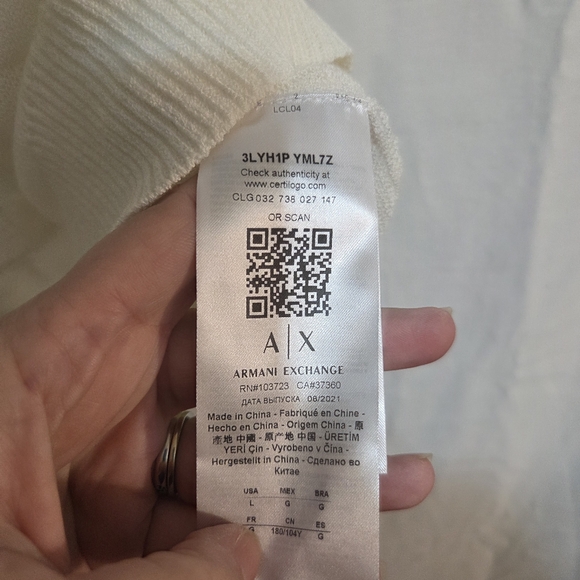 LCL04
3LYH1P YML7Z
Check authenticity at
www.certilogo.com
CLG 032 738 027 147
OR SCAN
A|X
ARMANI EXCHANGE
RN#103723 CA#37360
ДАТА ВЫПУСКА 08/2021
Made in China - Fabriqué en Chine -
Hecho en China - Origem China - 原
產地 中國 - 原产地 中国 - ÜRETİM
YERİ Çin - Vyrobeno v Čína -
Hergestellt in China - Сделано во
Китае
USA MEX BRA
L G G
FR CN ES
G 180/104Y G